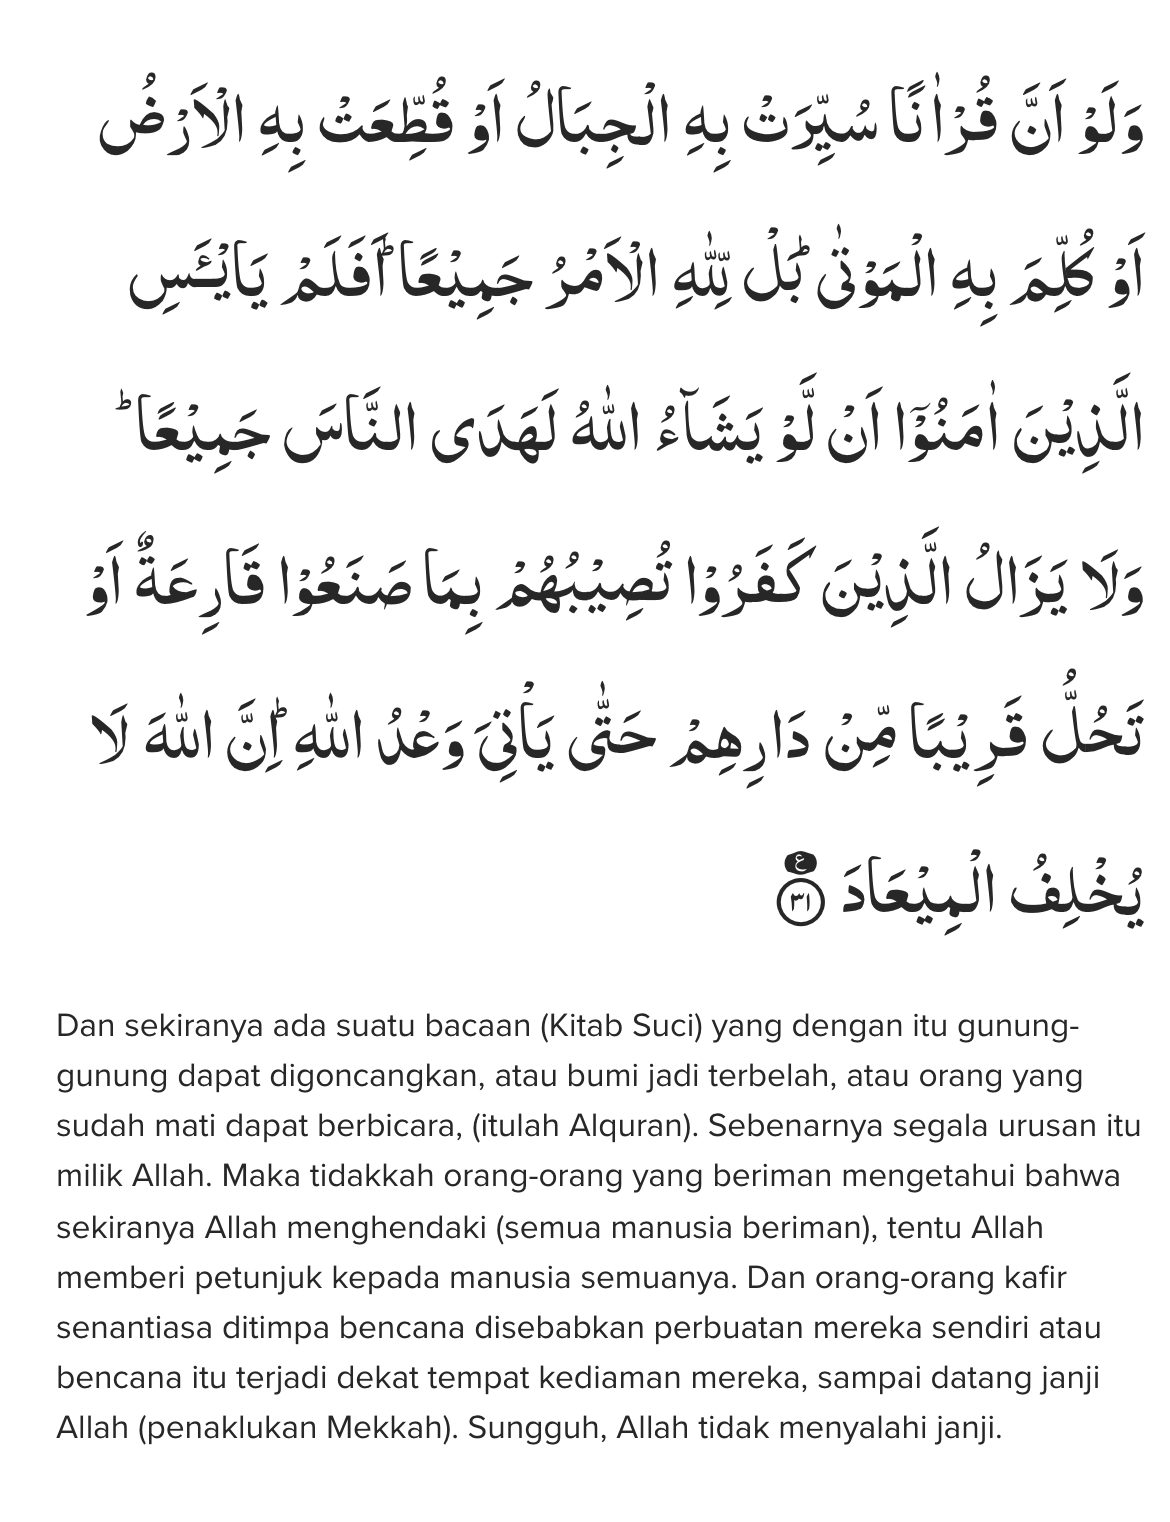 وَلَوْ اَنَّ قُرْاٰنًا سُيِّرَتْ بِهِ الْجِبَالُ اَوْ قُطِّعَتْ بِهِ الْاَرْضُ
اَوْ كُلِّمَ بِهِ الْمَوْتٰىۗ بَلْ لِّلّٰهِ الْاَمْرُ جَمِيْعًاۗ اَفَلَمْ يَا۟يْـَٔسِ
الَّذِيْنَ اٰمَنُوْٓا اَنْ لَّوْ يَشَاۤءُ اللّٰهُ لَهَدَى النَّاسَ جَمِيْعًاۗ
وَلَا يَزَالُ الَّذِيْنَ كَفَرُوْا تُصِيْبُهُمْ بِمَا صَنَعُوْا قَارِعَةٌ اَوْ
تَحُلُّ قَرِيْبًا مِّنْ دَارِهِمْ حَتّٰى يَأْتِيَ وَعْدُ اللّٰهِ ۗاِنَّ اللّٰهَ لَا
يُخْلِفُ الْمِيْعَادَ ࣖ ٣١
Dan sekiranya ada suatu bacaan (Kitab Suci) yang dengan itu gunung-
gunung dapat digoncangkan, atau bumi jadi terbelah, atau orang yang
sudah mati dapat berbicara, (itulah Alquran). Sebenarnya segala urusan itu
milik Allah. Maka tidakkah orang-orang yang beriman mengetahui bahwa
sekiranya Allah menghendaki (semua manusia beriman), tentu Allah
memberi petunjuk kepada manusia semuanya. Dan orang-orang kafir
senantiasa ditimpa bencana disebabkan perbuatan mereka sendiri atau
bencana itu terjadi dekat tempat kediaman mereka, sampai datang janji
Allah (penaklukan Mekkah). Sungguh, Allah tidak menyalahi janji.